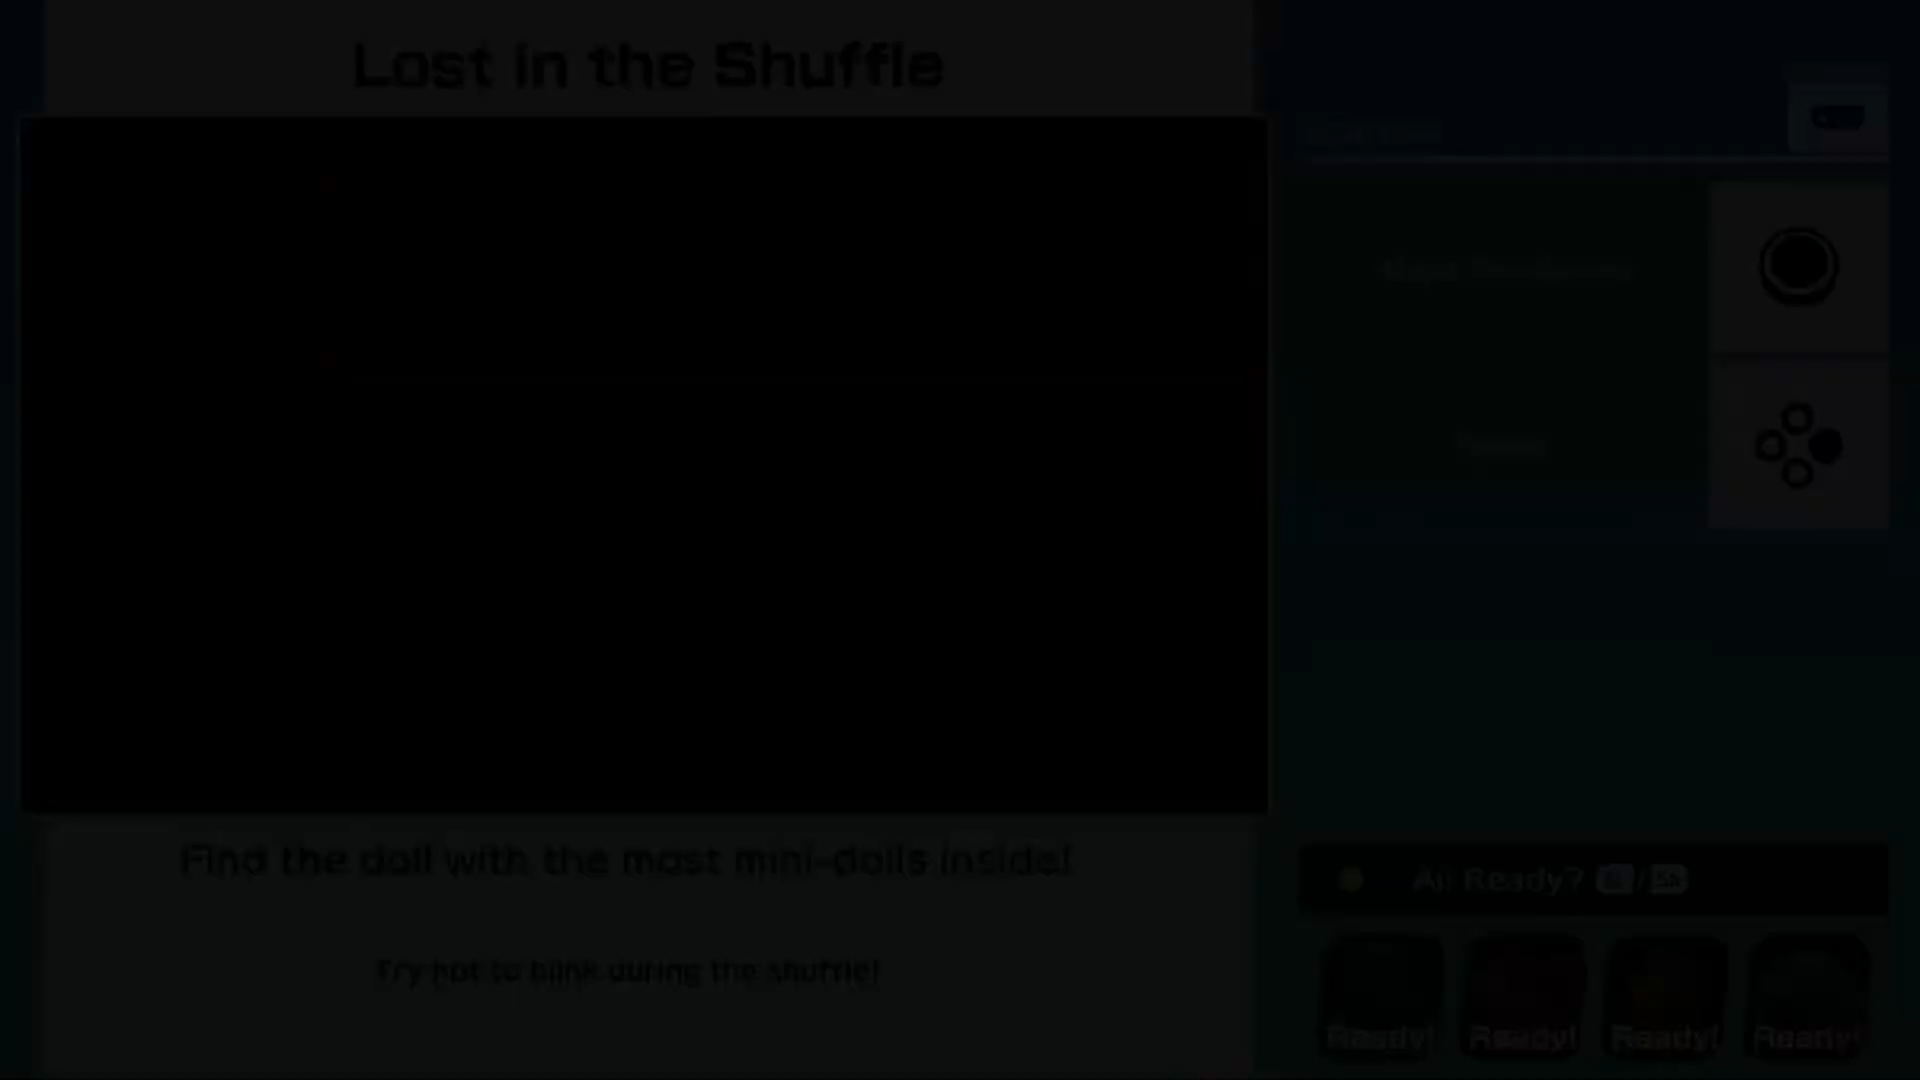 Lost in the Shuffle
Find the doll with the most mini-dolls inside!
Try not to blink during the shuffle!
All Ready?
Ready!
Ready!
Ready!
Ready!